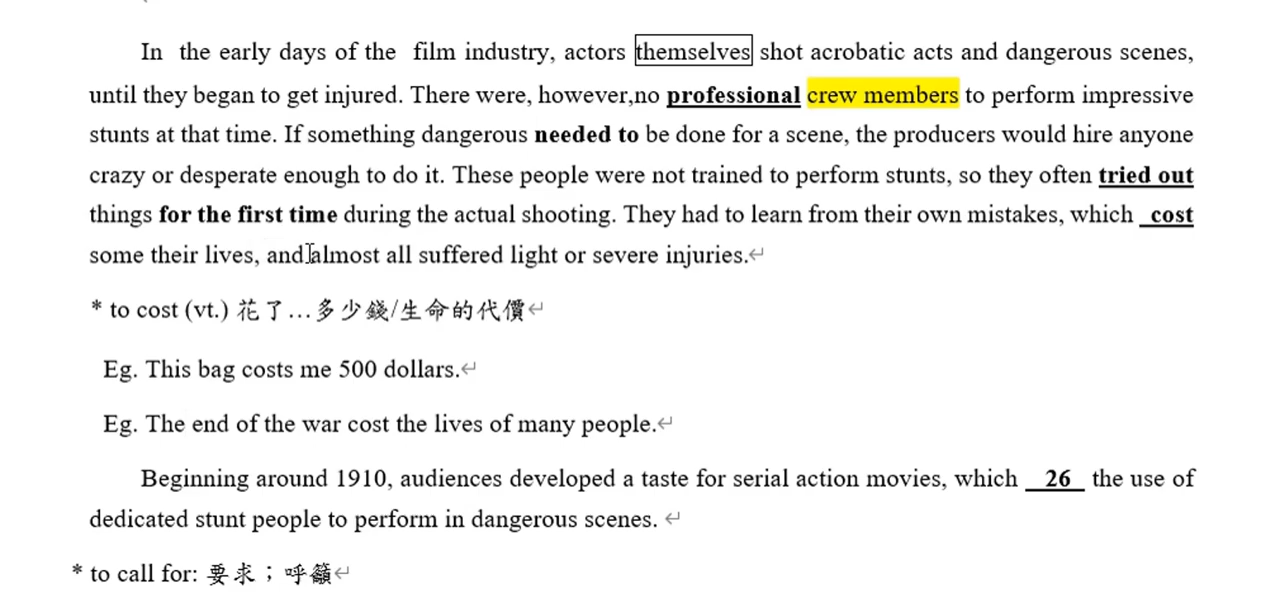 In the early days of the film industry, actors themselves shot acrobatic acts and dangerous scenes,
until they began to get injured. There were, however,no professional crew members to perform impressive
stunts at that time. If something dangerous needed to be done for a scene, the producers would hire anyone
crazy or desperate enough to do it. These people were not trained to perform stunts, so they often tried out
things for the first time during the actual shooting. They had to learn from their own mistakes, which cost
some their lives, and almost all suffered light or severe injuries.↵
* to cost (vt.) 花了…多少錢/生命的代價↵
Eg. This bag costs me 500 dollars.↵
Eg. The end of the war cost the lives of many people.↵
Beginning around 1910, audiences developed a taste for serial action movies, which 26 the use of
dedicated stunt people to perform in dangerous scenes. ↵
* to call for: 要求；呼籲↵